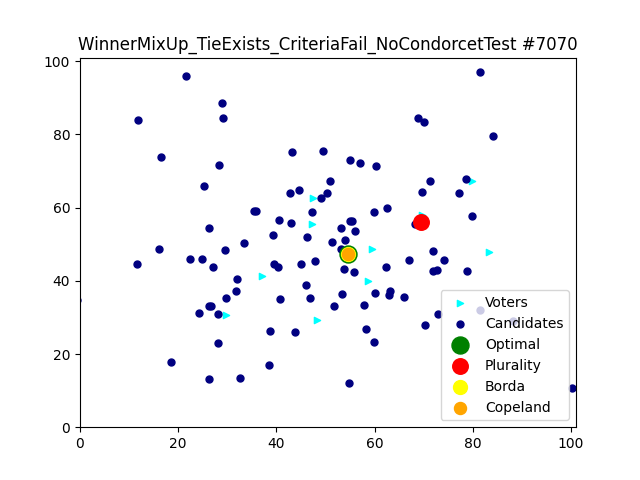 WinnerMixUp_TieExists_CriteriaFail_NoCondorcetTest #7070
100
80
60
40
20
0
0
20
40
60
80
100
Voters
Candidates
Optimal
Plurality
Borda
Copeland